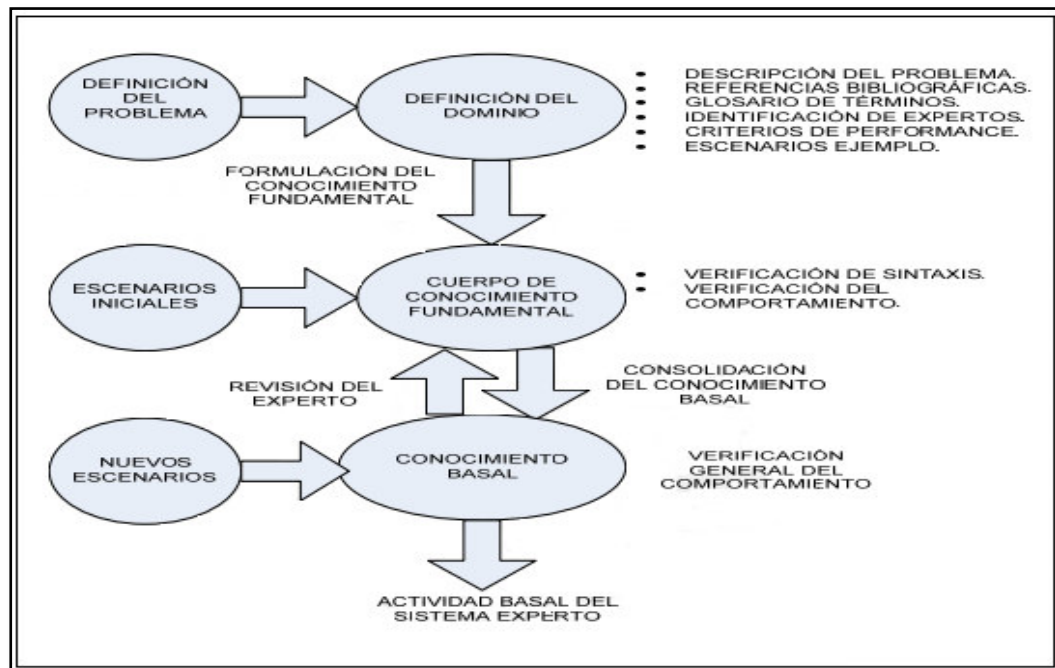 DEFINICIÓN
DEL
PROBLEMA
DEFINICIÓN DEL
DOMINIO
• DESCRIPCIÓN DEL PROBLEMA.
• REFERENCIAS BIBLIOGRÁFICAS.
• GLOSARIO DE TÉRMINOS.
• IDENTIFICACIÓN DE EXPERTOS.
• CRITERIOS DE PERFORMANCE.
• ESCENARIOS EJEMPLO.
FORMULACIÓN DEL
CONOCIMIENTO
FUNDAMENTAL
ESCENARIOS
INICIALES
CUERPO DE
CONOCIMIENTO
FUNDAMENTAL
• VERIFICACIÓN DE SINTAXIS.
• VERIFICACIÓN DEL
COMPORTAMIENTO.
REVISIÓN DEL
EXPERTO
CONSOLIDACIÓN
DEL CONOCIMIENTO
BASAL
NUEVOS
ESCENARIOS
CONOCIMIENTO
BASAL
VERIFICACIÓN
GENERAL DEL
COMPORTAMIENTO
ACTIVIDAD BASAL DEL
SISTEMA EXPERTO